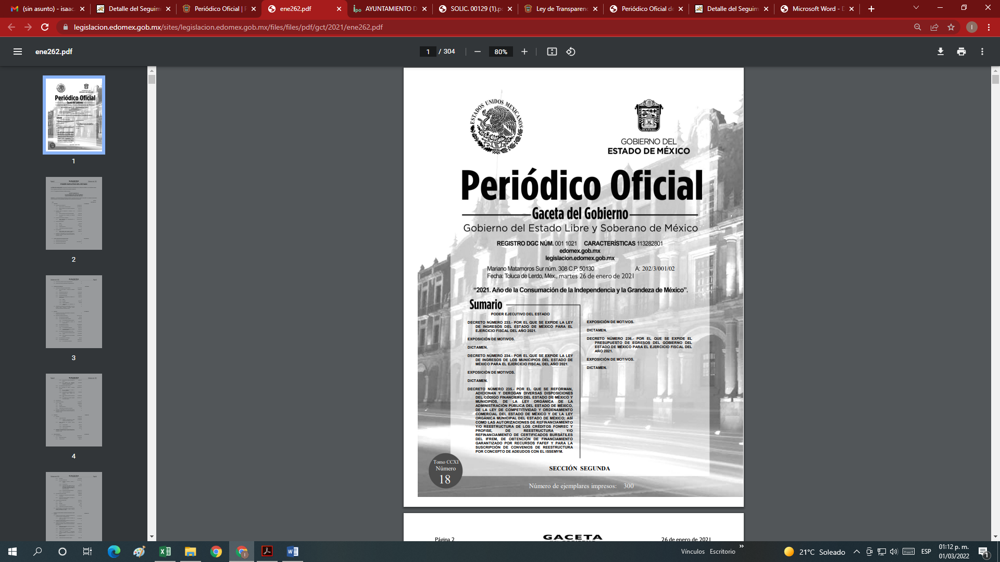 (sin asunto) - isaac.
Detalle del Seguim
Periódico Oficial | P
ene262.pdf
AYUNTAMIENTO D
SOLIC. 00129 (1).p
Ley de Transparenc
Periódico Oficial de
Detalle del Seguim
Microsoft Word - D
legislacion.edomex.gob.mx/sites/legislacion.edomex.gob.mx/files/files/pdf/gct/2021/ene262.pdf
I
ene262.pdf
1 / 304
80%
1
2
3
4
ESTADOS UNIDOS MEXICANOS
GOBIERNO DEL
ESTADO DE MÉXICO
Periódico Oficial
Gaceta del Gobierno
Gobierno del Estado Libre y Soberano de México
REGISTRO DGC NÚM. 001 1021 CARACTERÍSTICAS 113282801
edomex.gob.mx
legislacion.edomex.gob.mx
Mariano Matamoros Sur núm. 308 C.P. 50130
A: 202/3/001/02
Fecha: Toluca de Lerdo, Méx., martes 26 de enero de 2021
“2021. Año de la Consumación de la Independencia y la Grandeza de México”.
Sumario
PODER EJECUTIVO DEL ESTADO
DECRETO NÚMERO 233.- POR EL QUE SE EXPIDE LA LEY
DE INGRESOS DEL ESTADO DE MÉXICO PARA EL
EJERCICIO FISCAL DEL AÑO 2021.
EXPOSICIÓN DE MOTIVOS.
DICTAMEN.
DECRETO NÚMERO 234.- POR EL QUE SE EXPIDE LA LEY
DE INGRESOS DE LOS MUNICIPIOS DEL ESTADO DE
MÉXICO PARA EL EJERCICIO FISCAL DEL AÑO 2021.
EXPOSICIÓN DE MOTIVOS.
DICTAMEN.
DECRETO NÚMERO 235.- POR EL QUE SE REFORMAN,
ADICIONAN Y DEROGAN DIVERSAS DISPOSICIONES
DEL CÓDIGO FINANCIERO DEL ESTADO DE MÉXICO Y
MUNICIPIOS, DE LA LEY ORGÁNICA DE LA
ADMINISTRACIÓN PÚBLICA DEL ESTADO DE MÉXICO,
DE LA LEY DE COMPETITIVIDAD Y ORDENAMIENTO
COMERCIAL DEL ESTADO DE MÉXICO Y DE LA LEY
ORGÁNICA MUNICIPAL DEL ESTADO DE MÉXICO; ASÍ
COMO LAS AUTORIZACIONES DE REFINANCIAMIENTO
Y/O REESTRUCTURA DE LOS CRÉDITOS FONREC Y
PROFISE, DE REESTRUCTURA Y/O
REFINANCIAMIENTO DE CERTIFICADOS BURSÁTILES
DEL IFREM, DE OBTENCIÓN DE FINANCIAMIENTO
GARANTIZADO POR RECURSOS FAFEF Y PARA LA
SUSCRIPCIÓN DE CONVENIOS DE REESTRUCTURA
POR CONCEPTO DE ADEUDOS CON EL ISSEMYM.
EXPOSICIÓN DE MOTIVOS.
DICTAMEN.
DECRETO NÚMERO 236.- POR EL QUE SE EXPIDE EL
PRESUPUESTO DE EGRESOS DEL GOBIERNO DEL
ESTADO DE MÉXICO PARA EL EJERCICIO FISCAL DEL
AÑO 2021.
EXPOSICIÓN DE MOTIVOS.
DICTAMEN.
Tomo CCXI
Número
18
SECCIÓN SEGUNDA
Número de ejemplares impresos: 300
Página 2
GACETA
26 de enero de 2021
Vínculos
Escritorio
21°C Soleado
ESP
01:12 p. m.
01/03/2022
1